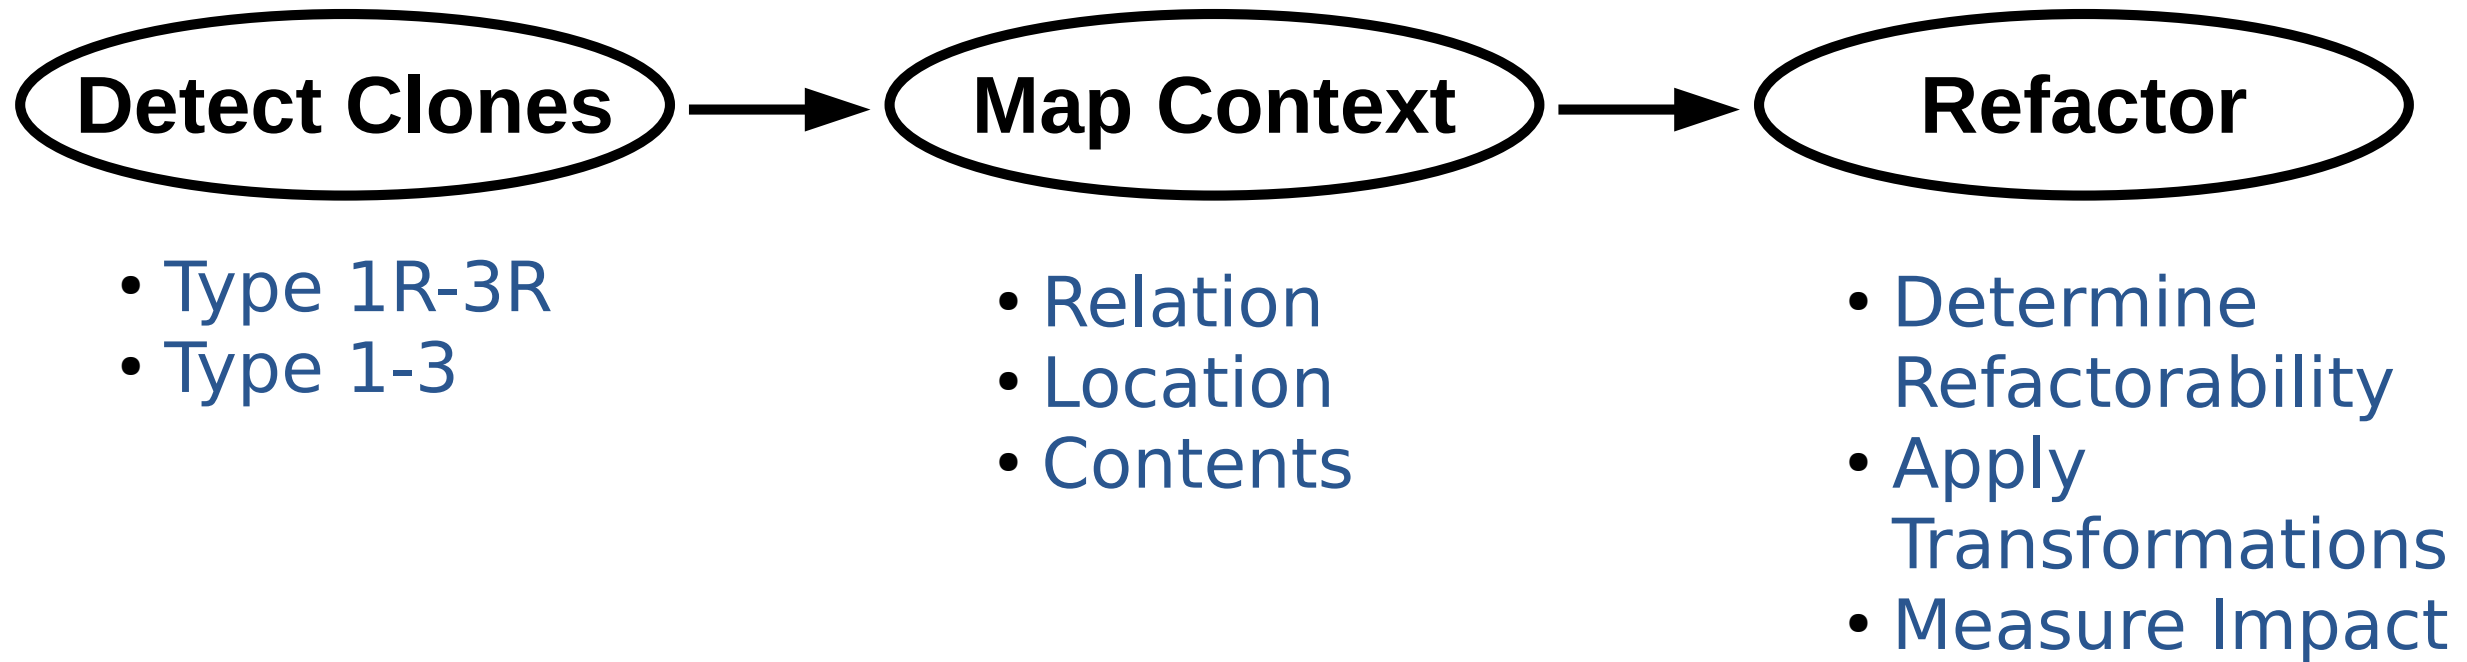 Detect Clones
Map Context
Refactor
• Type 1R-3R
• Type 1-3
• Relation
• Location
• Contents
• Determine
Refactorability
• Apply
Transformations
• Measure Impact